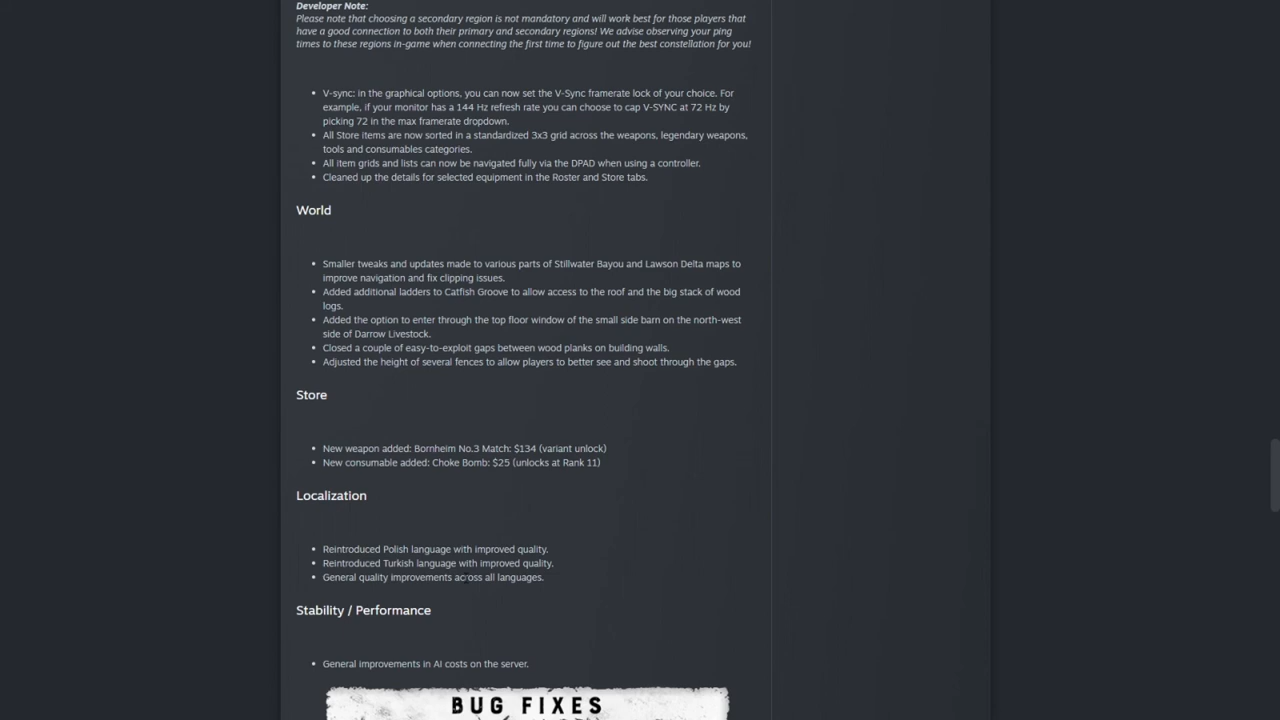 Developer Note:
Please note that choosing a secondary region is not mandatory and will work best for those players that
have a good connection to both their primary and secondary regions! We advise observing your ping
times to these regions in-game when connecting the first time to figure out the best constellation for you!
• V-sync: in the graphical options, you can now set the V-Sync framerate lock of your choice. For
example, if your monitor has a 144 Hz refresh rate you can choose to cap V-SYNC at 72 Hz by
picking 72 in the max framerate dropdown.
• All Store items are now sorted in a standardized 3x3 grid across the weapons, legendary weapons,
tools and consumables categories.
• All item grids and lists can now be navigated fully via the DPAD when using a controller.
• Cleaned up the details for selected equipment in the Roster and Store tabs.
World
• Smaller tweaks and updates made to various parts of Stillwater Bayou and Lawson Delta maps to
improve navigation and fix clipping issues.
• Added additional ladders to Catfish Groove to allow access to the roof and the big stack of wood
logs.
• Added the option to enter through the top floor window of the small side barn on the north-west
side of Darrow Livestock.
• Closed a couple of easy-to-exploit gaps between wood planks on building walls.
• Adjusted the height of several fences to allow players to better see and shoot through the gaps.
Store
• New weapon added: Bornheim No.3 Match: $134 (variant unlock)
• New consumable added: Choke Bomb: $25 (unlocks at Rank 11)
Localization
• Reintroduced Polish language with improved quality.
• Reintroduced Turkish language with improved quality.
• General quality improvements across all languages.
Stability / Performance
• General improvements in AI costs on the server.
BUG FIXES